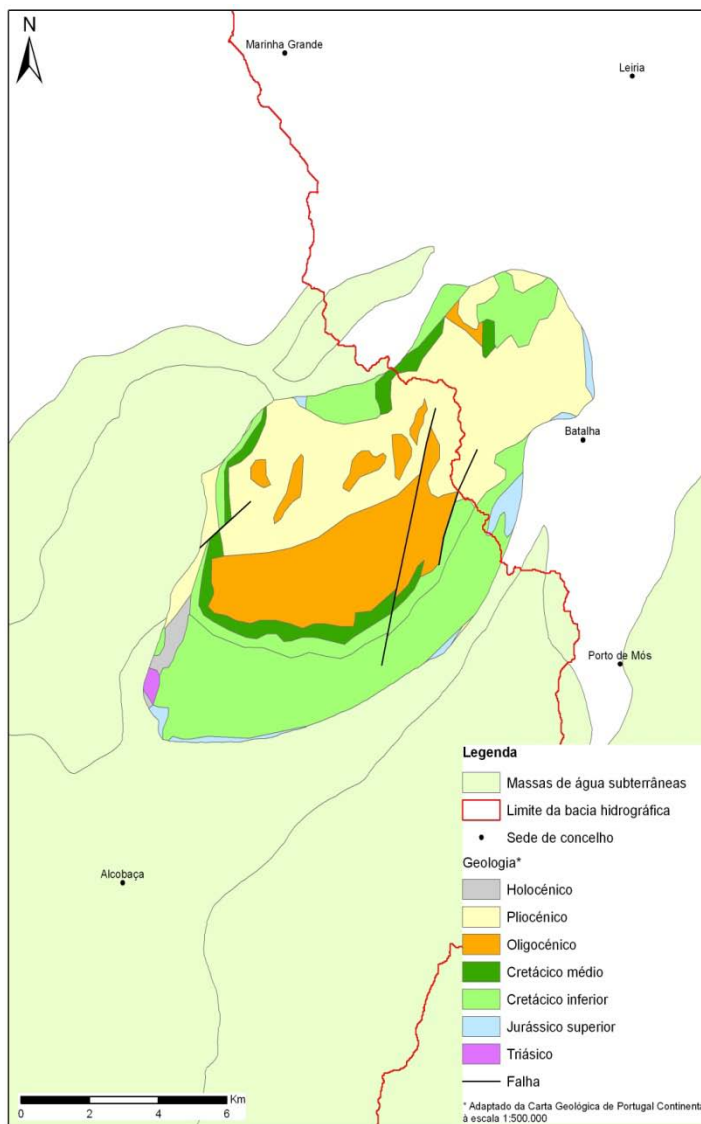 N
Marinha Grande
Leiria
Batalha
Porto de Mós
Alcobaça
Legenda
Massas de água subterrâneas
Limite da bacia hidrográfica
Sede de concelho
Geologia*
Holocénico
Pliocénico
Oligocénico
Cretácico médio
Cretácico inferior
Jurássico superior
Triásico
Falha
Km
0 2 4 6
* Adaptado da Carta Geológica de Portugal Continenta
à escala 1:500.000